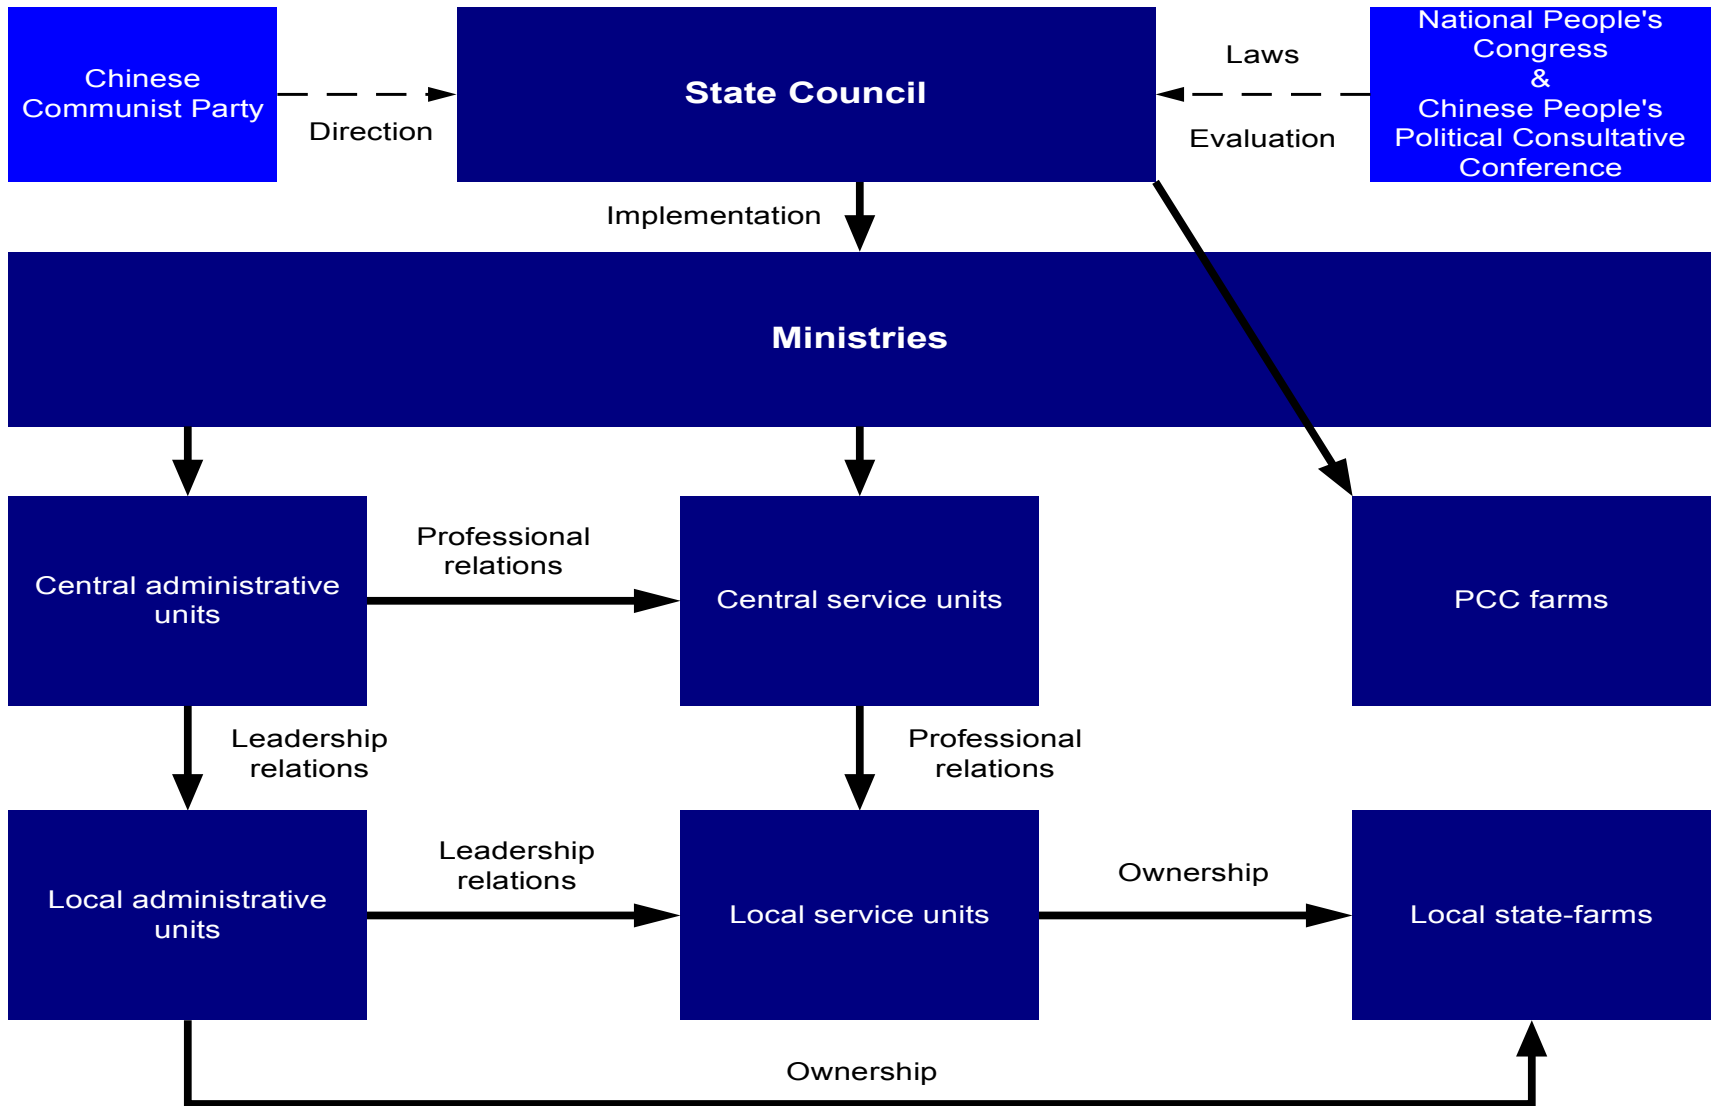 Chinese
Communist Party
Direction
State Council
Laws
Evaluation
National People's
Congress
&
Chinese People's
Political Consultative
Conference
Implementation
Ministries
Central administrative
units
Professional
relations
Central service units
PCC farms
Leadership
relations
Professional
relations
Local administrative
units
Leadership
relations
Local service units
Ownership
Local state-farms
Ownership